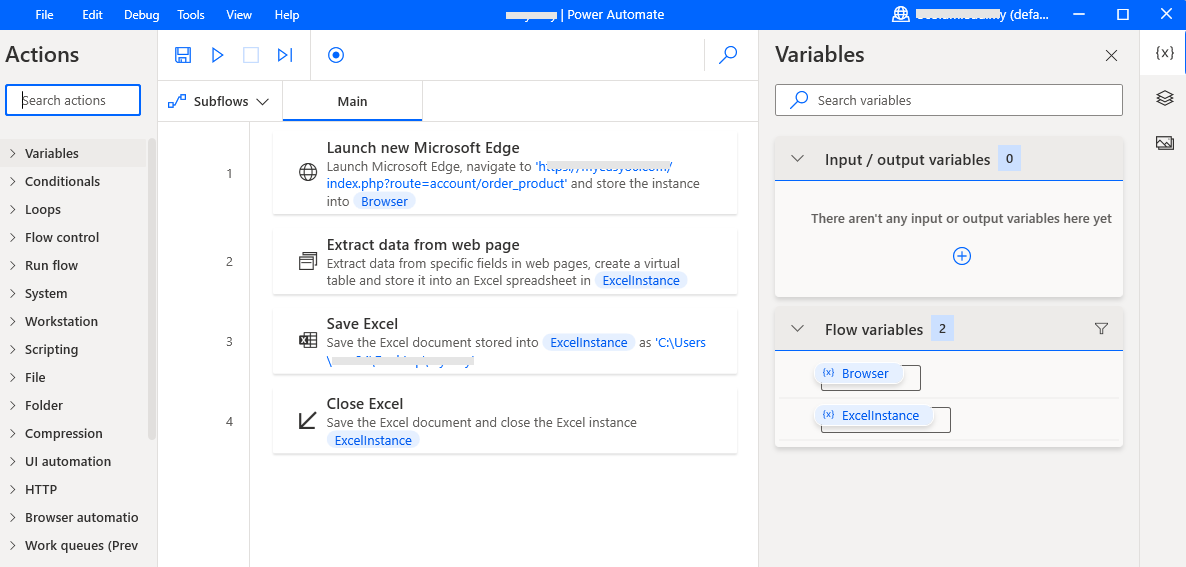 File Edit Debug Tools View Help
| Power Automate
(defa...
Actions
Search actions
Variables
Conditionals
Loops
Flow control
Run flow
System
Workstation
Scripting
File
Folder
Compression
UI automation
HTTP
Browser automatio
Work queues (Prev
Subflows
Main
1
Launch new Microsoft Edge
Launch Microsoft Edge, navigate to
index.php?route=account/order_product' and store the instance
into Browser
2
Extract data from web page
Extract data from specific fields in web pages, create a virtual
table and store it into an Excel spreadsheet in ExcelInstance
3
Save Excel
Save the Excel document stored into ExcelInstance as 'C:\Users
4
Close Excel
Save the Excel document and close the Excel instance
ExcelInstance
Variables
{x}
Search variables
Input / output variables 0
There aren't any input or output variables here yet
Flow variables 2
{x} Browser
{x} ExcelInstance